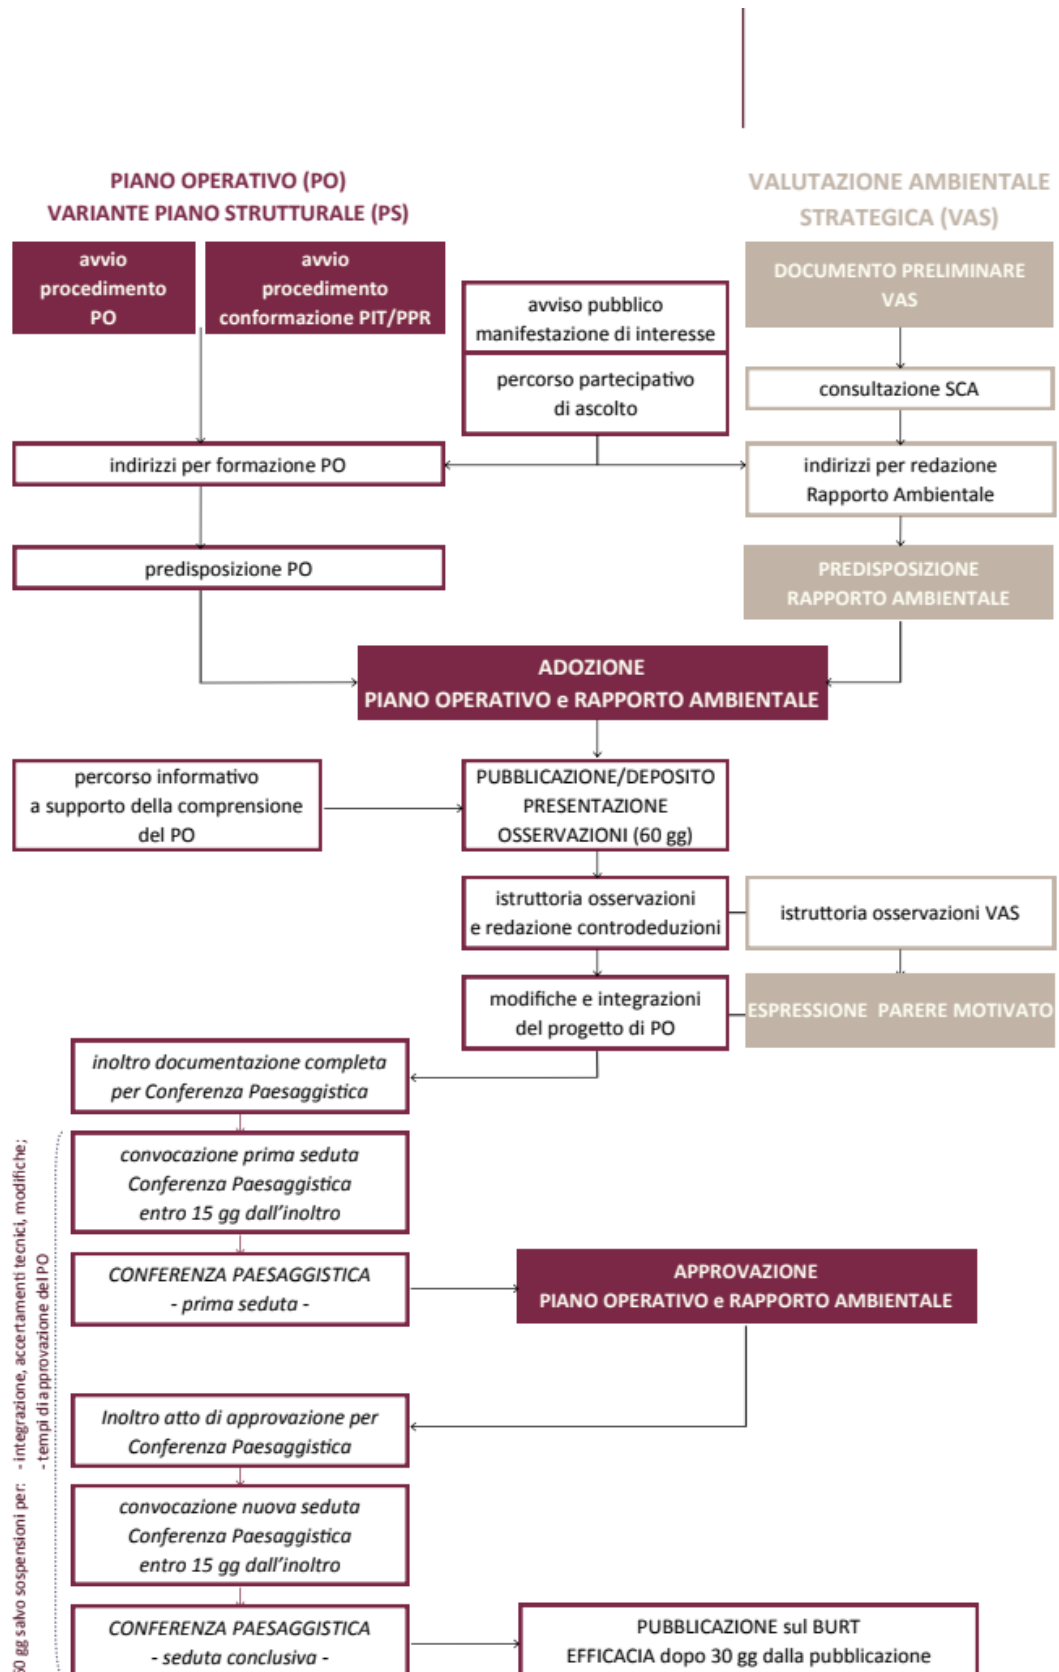 PIANO OPERATIVO (PO)
VARIANTE PIANO STRUTTURALE (PS)
VALUTAZIONE AMBIENTALE
STRATEGICA (VAS)
avvio
procedimento
PO
avvio
procedimento
conformazione PIT/PPR
avviso pubblico
manifestazione di interesse
percorso partecipativo
di ascolto
DOCUMENTO PRELIMINARE
VAS
consultazione SCA
indirizzi per formazione PO
indirizzi per redazione
Rapporto Ambientale
predisposizione PO
PREDISPOSIZIONE
RAPPORTO AMBIENTALE
ADOZIONE
PIANO OPERATIVO e RAPPORTO AMBIENTALE
percorso informativo
a supporto della comprensione
del PO
PUBBLICAZIONE/DEPOSITO
PRESENTAZIONE
OSSERVAZIONI (60 gg)
istruttoria osservazioni
e redazione controdeduzioni
istruttoria osservazioni VAS
modifiche e integrazioni
del progetto di PO
ESPRESSIONE PARERE MOTIVATO
inoltro documentazione completa
per Conferenza Paesaggistica
convocazione prima seduta
Conferenza Paesaggistica
entro 15 gg dall'inoltro
CONFERENZA PAESAGGISTICA
- prima seduta -
APPROVAZIONE
PIANO OPERATIVO e RAPPORTO AMBIENTALE
Inoltro atto di approvazione per
Conferenza Paesaggistica
convocazione nuova seduta
Conferenza Paesaggistica
entro 15 gg dall'inoltro
CONFERENZA PAESAGGISTICA
- seduta conclusiva -
PUBBLICAZIONE sul BURT
EFFICACIA dopo 30 gg dalla pubblicazione
gg salvo sospensioni per: - integrazione, accertamenti tecnici, modifiche;
- tempi di approvazione del PO